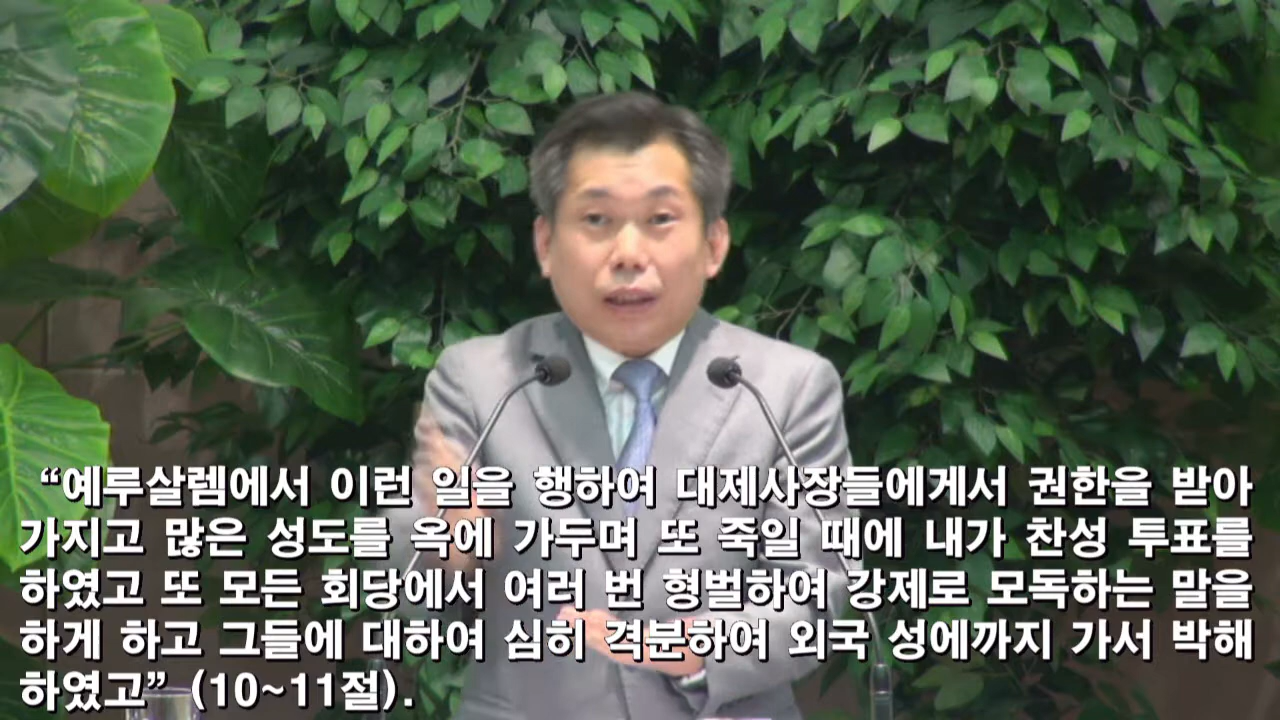 “예루살렘에서 이런 일을 행하여 대제사장들에게서 권한을 받아
가지고 많은 성도를 옥에 가두며 또 죽일 때에 내가 찬성 투표를
하였고 또 모든 회당에서 여러 번 형벌하여 강제로 모독하는 말을
하게 하고 그들에 대하여 심히 격분하여 외국 성에까지 가서 박해
하였고” (10~11절).